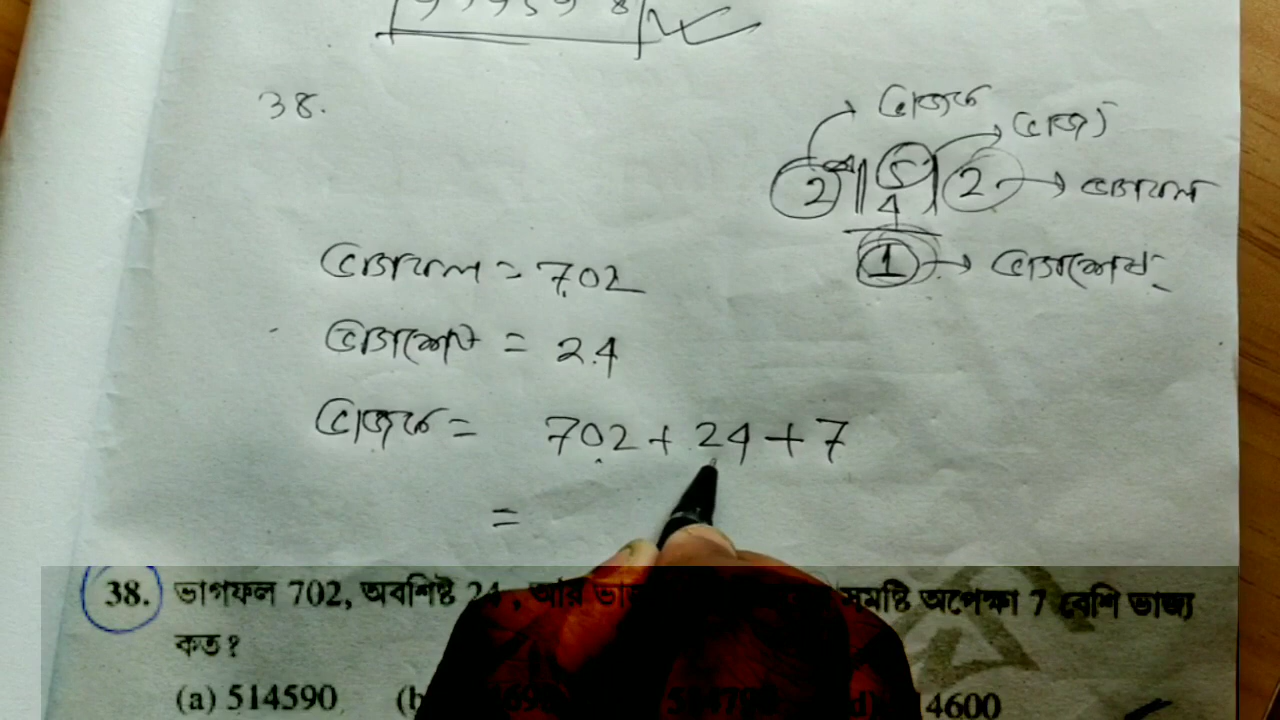 38.
ভাজক
ভাজ্য
2 5 2 ভাগফল
4
1 ভাগশেষ
ভাগফল = 702
ভাগশেষ = 24
ভাজক = 702 + 24 + 7
=
38. ভাগফল 702, অবশিষ্ট 24, আর সমষ্টি অপেক্ষা 7 বেশি ভাজ্য
কত?
(a) 514590 4600